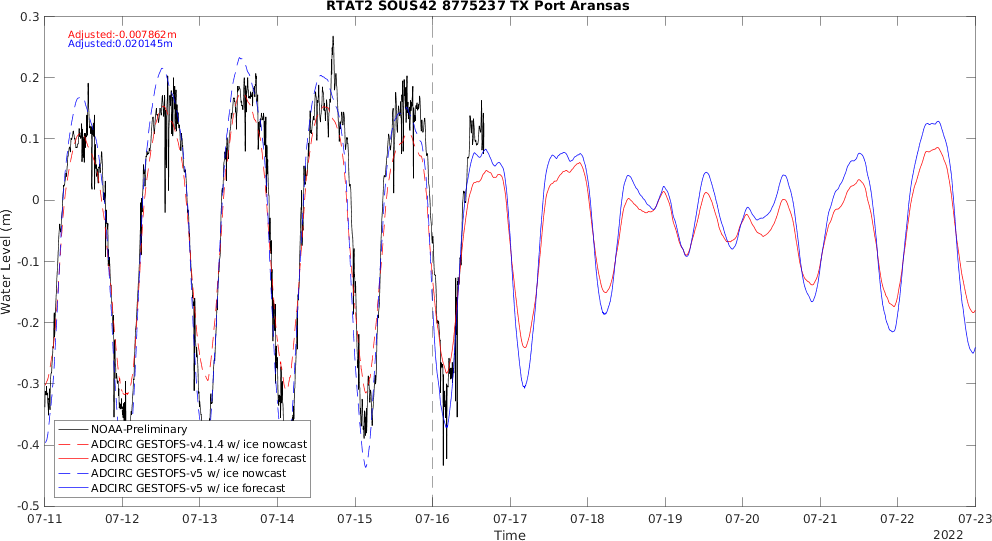 RTAT2 SOUS42 8775237 TX Port Aransas
Adjusted:-0.007862m
Adjusted:0.020145m
0.3
0.2
0.1
0
-0.1
-0.2
-0.3
-0.4
-0.5
Water Level (m)
NOAA-Preliminary
ADCIRC GESTOFS-v4.1.4 w/ ice nowcast
ADCIRC GESTOFS-v4.1.4 w/ ice forecast
ADCIRC GESTOFS-v5 w/ ice nowcast
ADCIRC GESTOFS-v5 w/ ice forecast
07-11 07-12 07-13 07-14 07-15 07-16 07-17 07-18 07-19 07-20 07-21 07-22 07-23
Time
2022